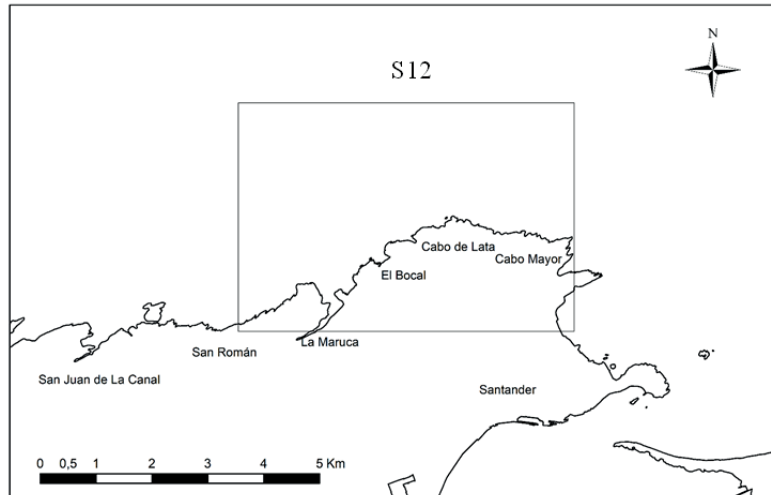 N
S12
Cabo de Lata
Cabo Mayor
El Bocal
La Maruca
San Román
San Juan de La Canal
Santander
0 0,5 1 2 3 4 5 Km